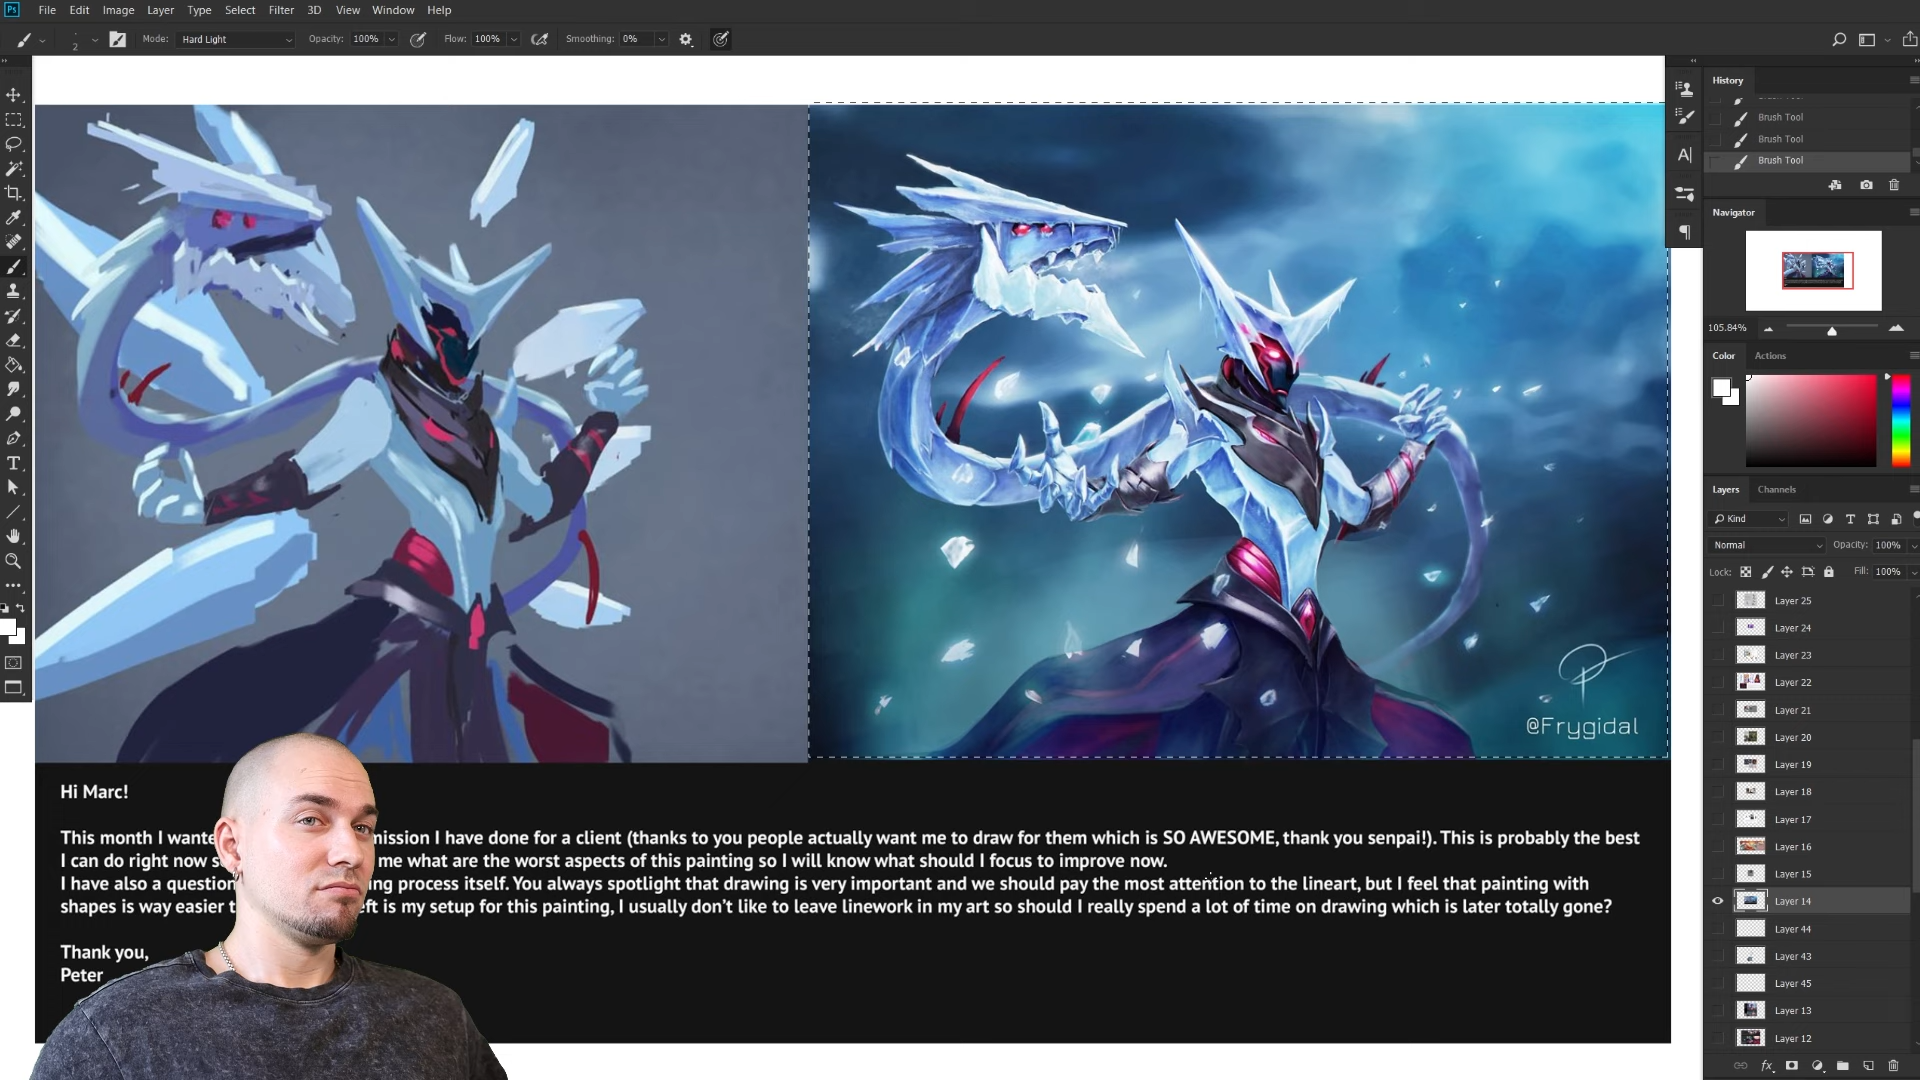 Ps File Edit Image Layer Type Select Filter 3D View Window Help
2 Mode: Hard Light Opacity: 100% Flow: 100% Smoothing: 0%
History
Brush Tool
Brush Tool
Brush Tool
Navigator
105.84%
Color Actions
Layers Channels
Kind
Normal Opacity: 100%
Lock: Fill: 100%
Layer 25
Layer 24
Layer 23
Layer 22
Layer 21
Layer 20
Layer 19
Layer 18
Layer 17
Layer 16
Layer 15
Layer 14
Layer 44
Layer 43
Layer 45
Layer 13
Layer 12
@Frygidal
Hi Marc!
This month I have done for a client (thanks to you people actually want me to draw for them which is SO AWESOME, thank you senpai!). This is probably the best
I can do right now me what are the worst aspects of this painting so I will know what should I focus to improve now.
I have also a question process itself. You always spotlight that drawing is very important and we should pay the most attention to the lineart, but I feel that painting with
shapes is way easier is my setup for this painting, I usually don't like to leave linework in my art so should I really spend a lot of time on drawing which is later totally gone?
Thank you,
Peter